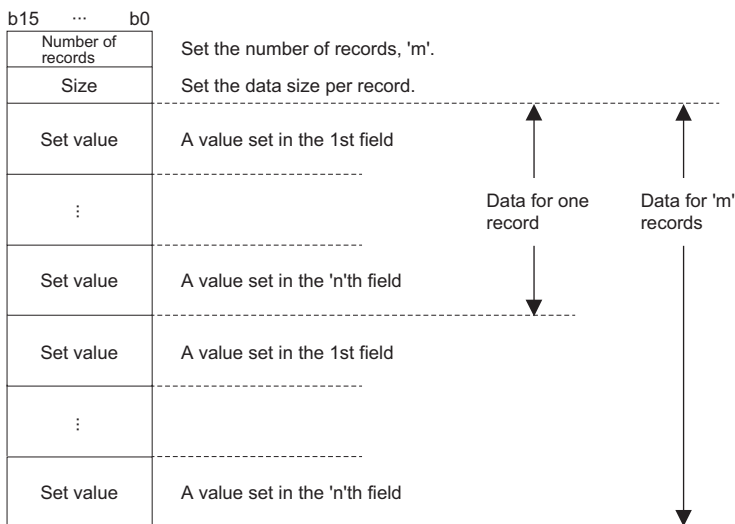 b15 ··· b0
Number of
records
Set the number of records, 'm'.
Size
Set the data size per record.
Set value
A value set in the 1st field
⋮
Data for one
record
Data for 'm'
records
Set value
A value set in the 'n'th field
Set value
A value set in the 1st field
⋮
Set value
A value set in the 'n'th field